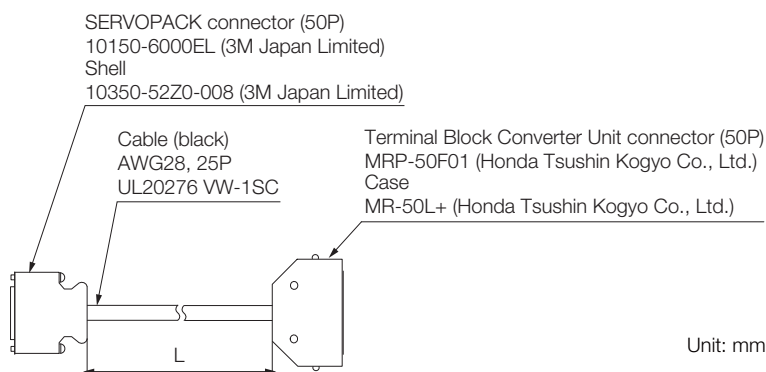 SERVOPACK connector (50P)
10150-6000EL (3M Japan Limited)
Shell
10350-52Z0-008 (3M Japan Limited)
Cable (black)
AWG28, 25P
UL20276 VW-1SC
Terminal Block Converter Unit connector (50P)
MRP-50F01 (Honda Tsushin Kogyo Co., Ltd.)
Case
MR-50L+ (Honda Tsushin Kogyo Co., Ltd.)
L
Unit: mm